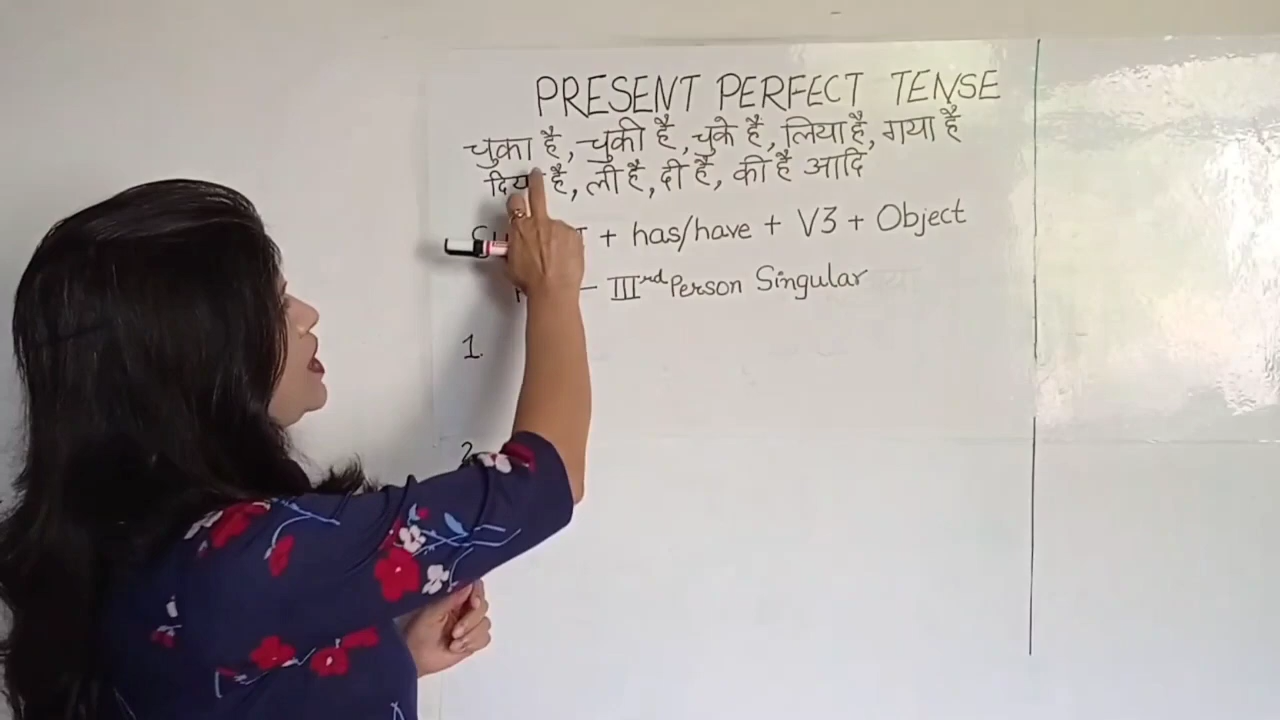 PRESENT PERFECT TENSE
चुका है, चुकी है, चुके है, लिया है, गया है
है, ली है, दी है, की है आदि
+ has/have + V3 + Object
– IIIrd Person Singular
1.
2.